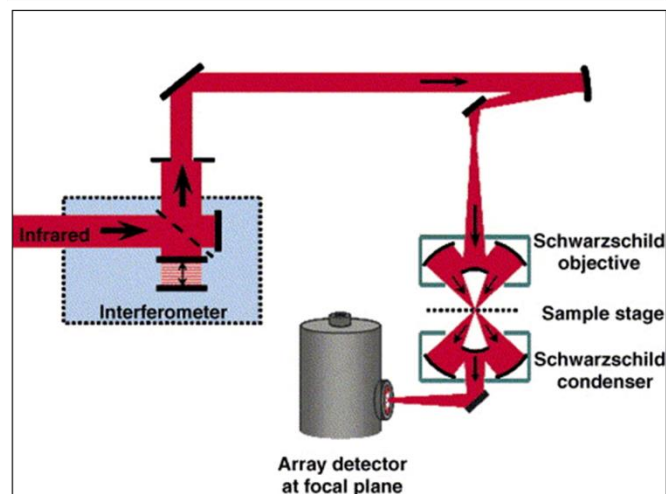 Infrared
Interferometer
Schwarzschild
objective
Sample stage
Schwarzschild
condenser
Array detector
at focal plane